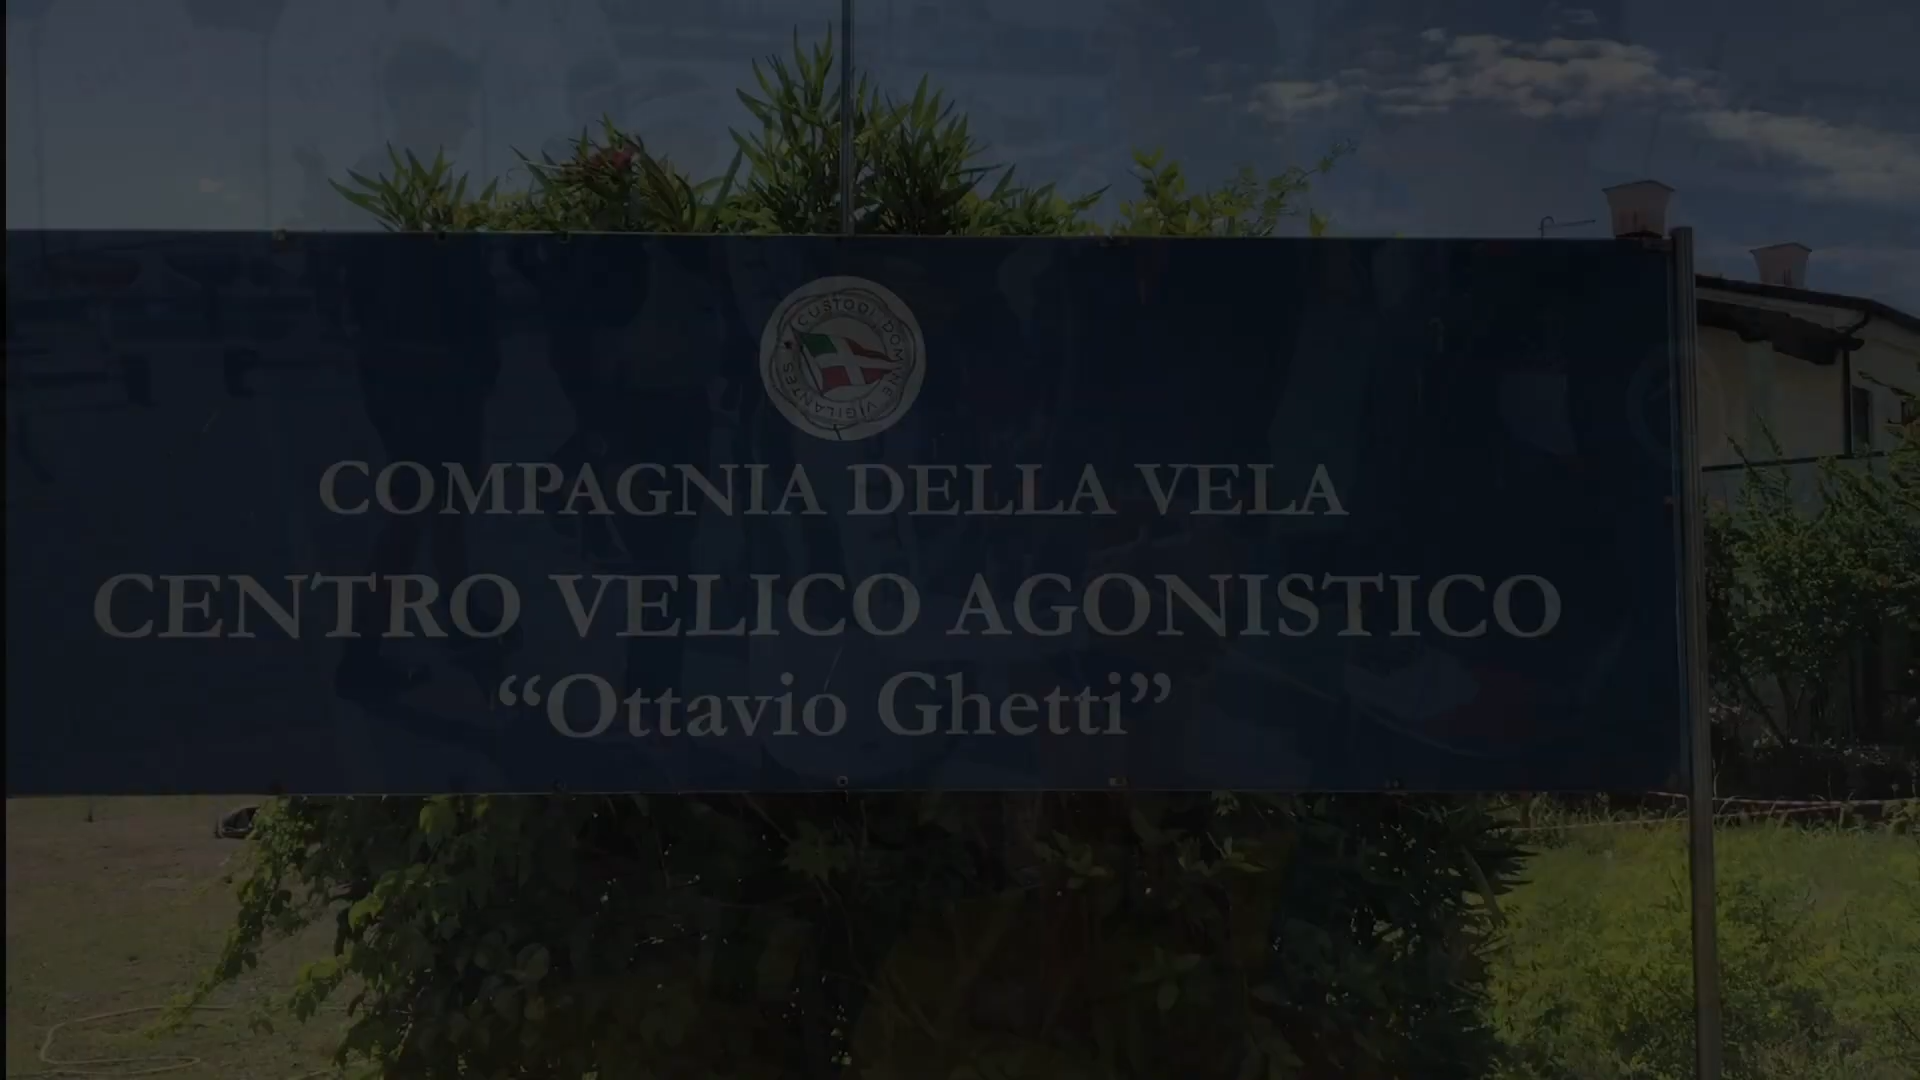 CUSTODI DOMINE VIGILANTES
COMPAGNIA DELLA VELA
CENTRO VELICO AGONISTICO
“Ottavio Ghetti”